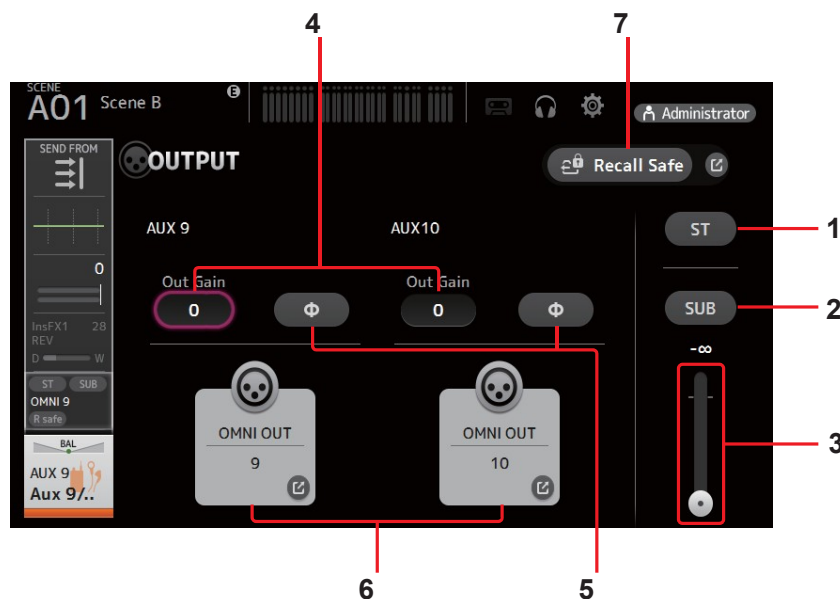 4 7
SCENE
A01 Scene B E
Administrator
SEND FROM
OUTPUT
Recall Safe
AUX 9 AUX10 ST 1
0
Out Gain Out Gain
0 Φ 0 Φ SUB 2
InsFX1 28
REV
D W
-∞
ST SUB
OMNI 9
R safe
OMNI OUT OMNI OUT
9 10
3
BAL
AUX 9
Aux 9/..
6 5